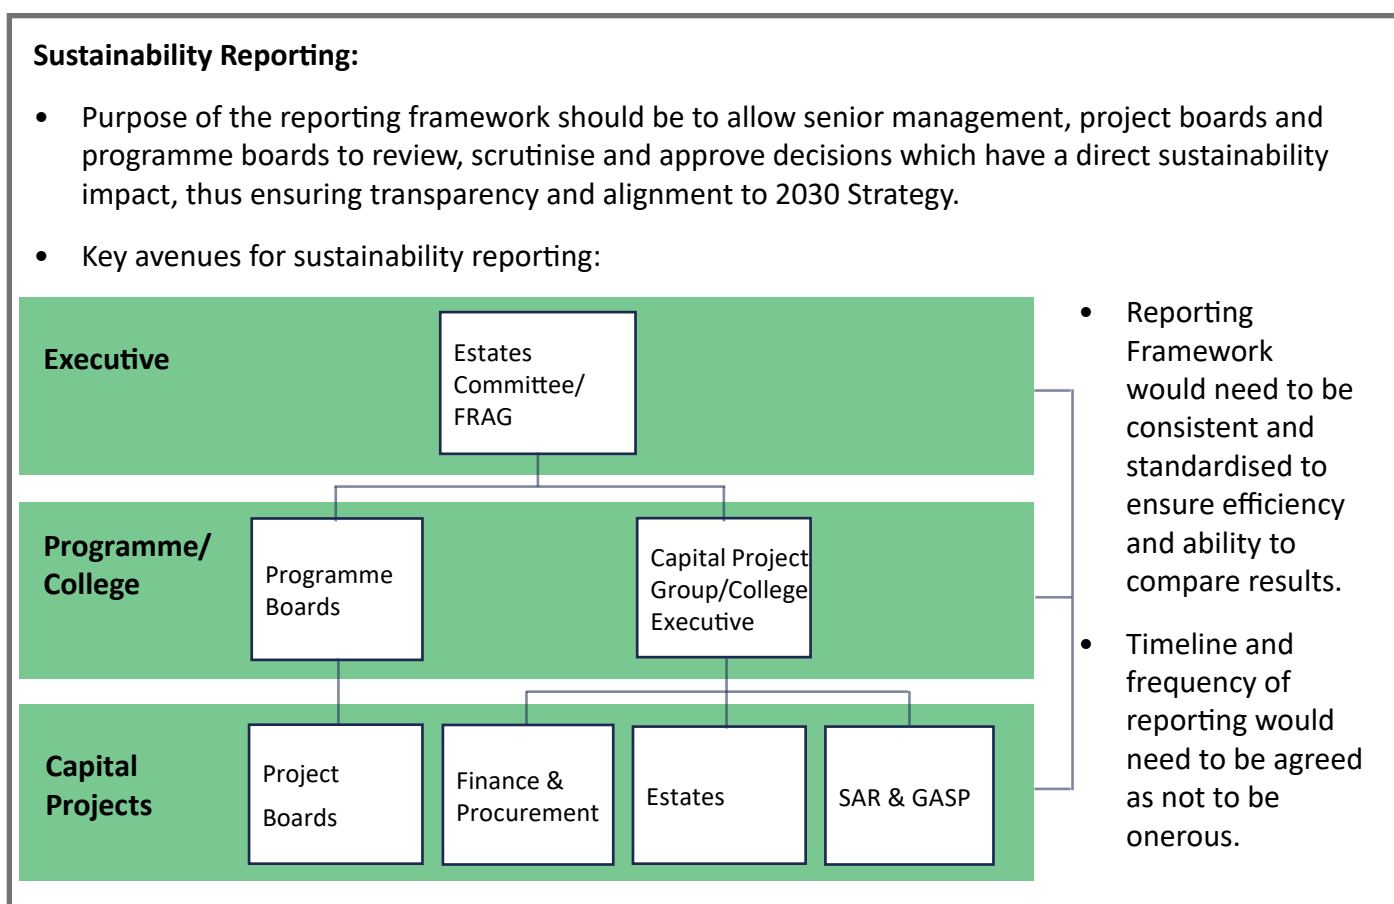 Sustainability Reporting:
• Purpose of the reporting framework should be to allow senior management, project boards and
programme boards to review, scrutinise and approve decisions which have a direct sustainability
impact, thus ensuring transparency and alignment to 2030 Strategy.
• Key avenues for sustainability reporting:
Executive
Estates
Committee/
FRAG
Programme/
College
Programme
Boards
Capital Project
Group/College
Executive
Capital
Projects
Project
Boards
Finance &
Procurement
Estates
SAR & GASP
• Reporting
Framework
would need to be
consistent and
standardised to
ensure efficiency
and ability to
compare results.
• Timeline and
frequency of
reporting would
need to be agreed
as not to be
onerous.